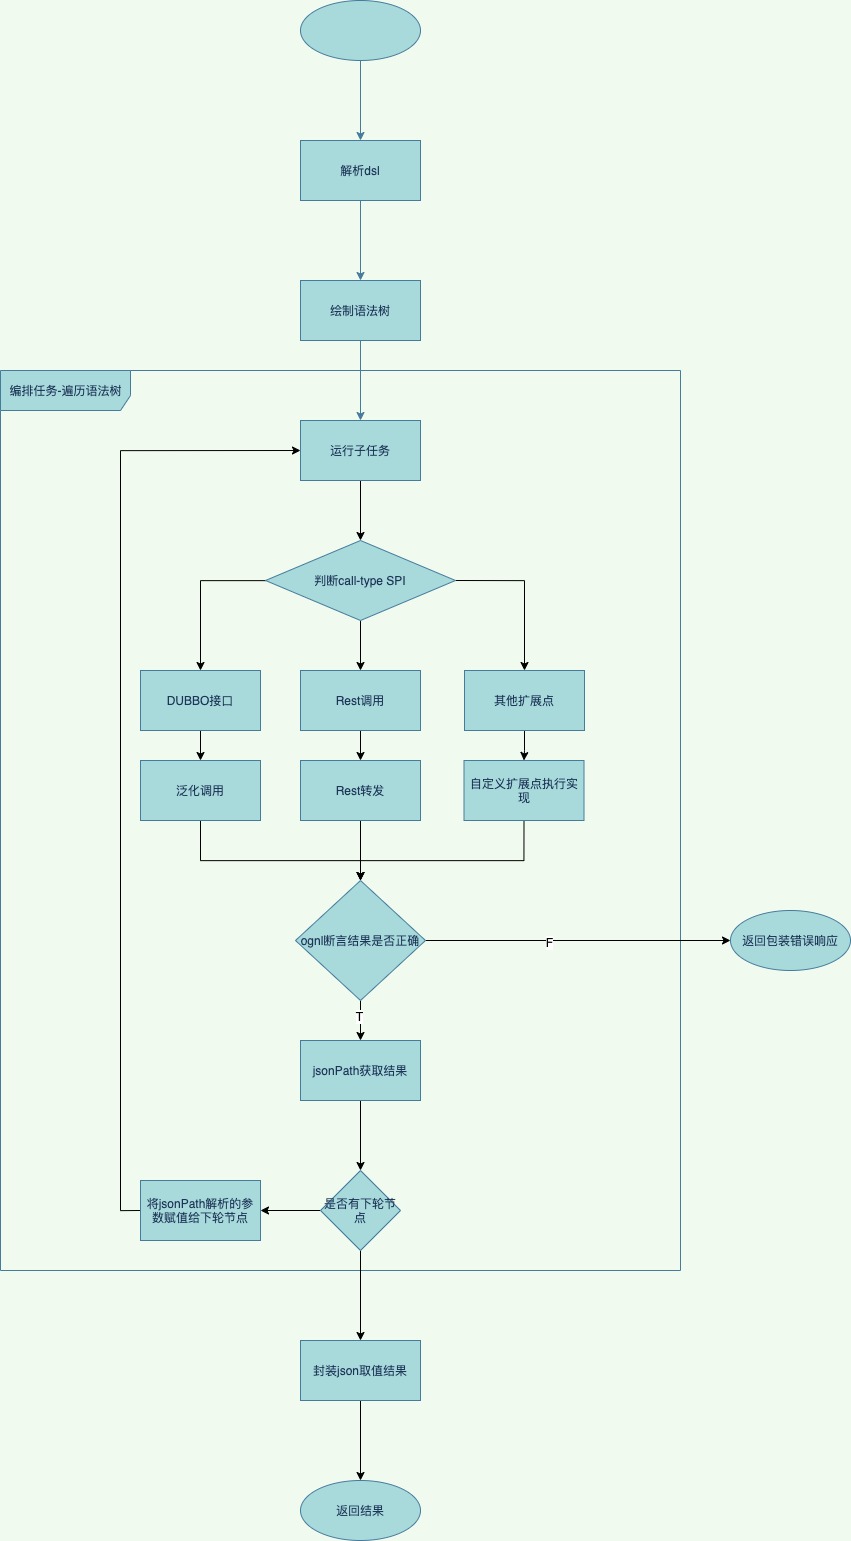 解析dsl
绘制语法树
编排任务-遍历语法树
运行子任务
判断call-type SPI
DUBBO接口
Rest调用
其他扩展点
泛化调用
Rest转发
自定义扩展点执行实
现
ognl断言结果是否正确
F
返回包装错误响应
T
jsonPath获取结果
将jsonPath解析的参
数赋值给下轮节点
是否有下轮节
点
封装json取值结果
返回结果